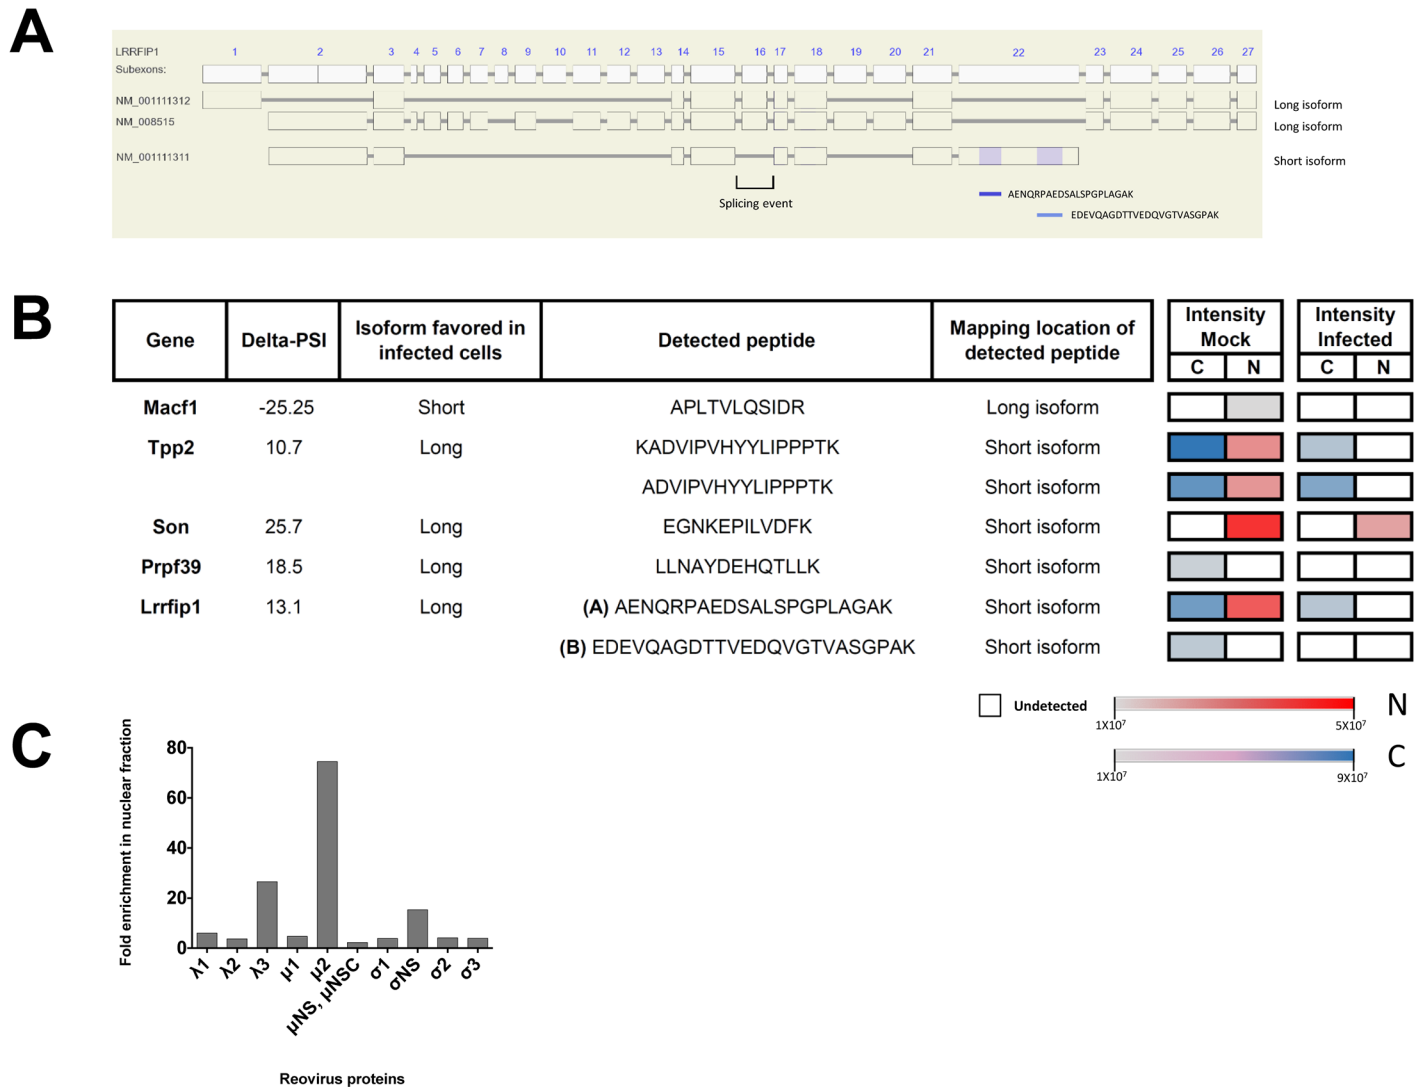 A
LRRFIP1 1 2 3 4 5 6 7 8 9 10 11 12 13 14 15 16 17 18 19 20 21 22 23 24 25 26 27
Subexons:
NM_001111312 Long isoform
NM_008515 Long isoform
NM_001111311 Short isoform
Splicing event
AENQRPAEDSALSPGPLAGAK
EDEVQAGDTTVEDQVGTVASGPAK
B
Gene Delta-PSI Isoform favored in infected cells Detected peptide Mapping location of detected peptide Intensity Mock Intensity Infected
C N C N
Macf1 -25.25 Short APLTVLQSIDR Long isoform
Tpp2 10.7 Long KADVIPVHYYLIPPPTK Short isoform
ADVIPVHYYLIPPPTK Short isoform
Son 25.7 Long EGNKEPILVDFK Short isoform
Prpf39 18.5 Long LLNAYDEHQTLLK Short isoform
Lrrfip1 13.1 Long (A) AENQRPAEDSALSPGPLAGAK Short isoform
(B) EDEVQAGDTTVEDQVGTVASGPAK Short isoform
Undetected
1X10⁷ 5X10⁷ N
1X10⁷ 9X10⁷ C
C
Fold enrichment in nuclear fraction
80
60
40
20
0
λ1 λ2 λ3 μ1 μ2 μNS, μNSC σ1 σNS σ2 σ3
Reovirus proteins